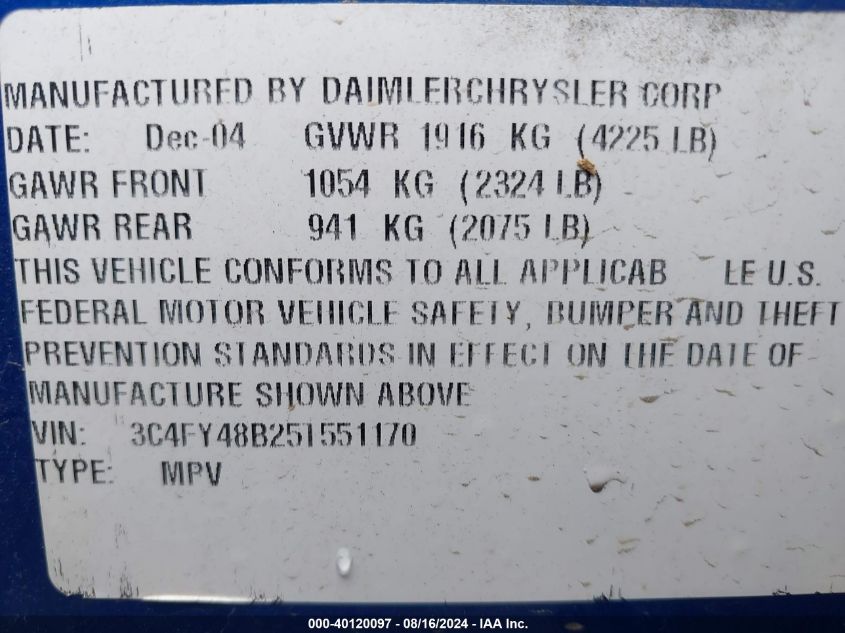 MANUFACTURED BY DAIMLERCHRYSLER CORP
DATE: Dec-04 GVWR 1916 KG (4225 LB)
GAWR FRONT 1054 KG (2324 LB)
GAWR REAR 941 KG (2075 LB)
THIS VEHICLE CONFORMS TO ALL APPLICAB LE U.S.
FEDERAL MOTOR VEHICLE SAFETY, BUMPER AND THEFT
PREVENTION STANDARDS IN EFFECT ON THE DATE OF
MANUFACTURE SHOWN ABOVE
VIN: 3C4FY48B25T551170
TYPE: MPV
000-40120097 - 08/16/2024 - IAA Inc.